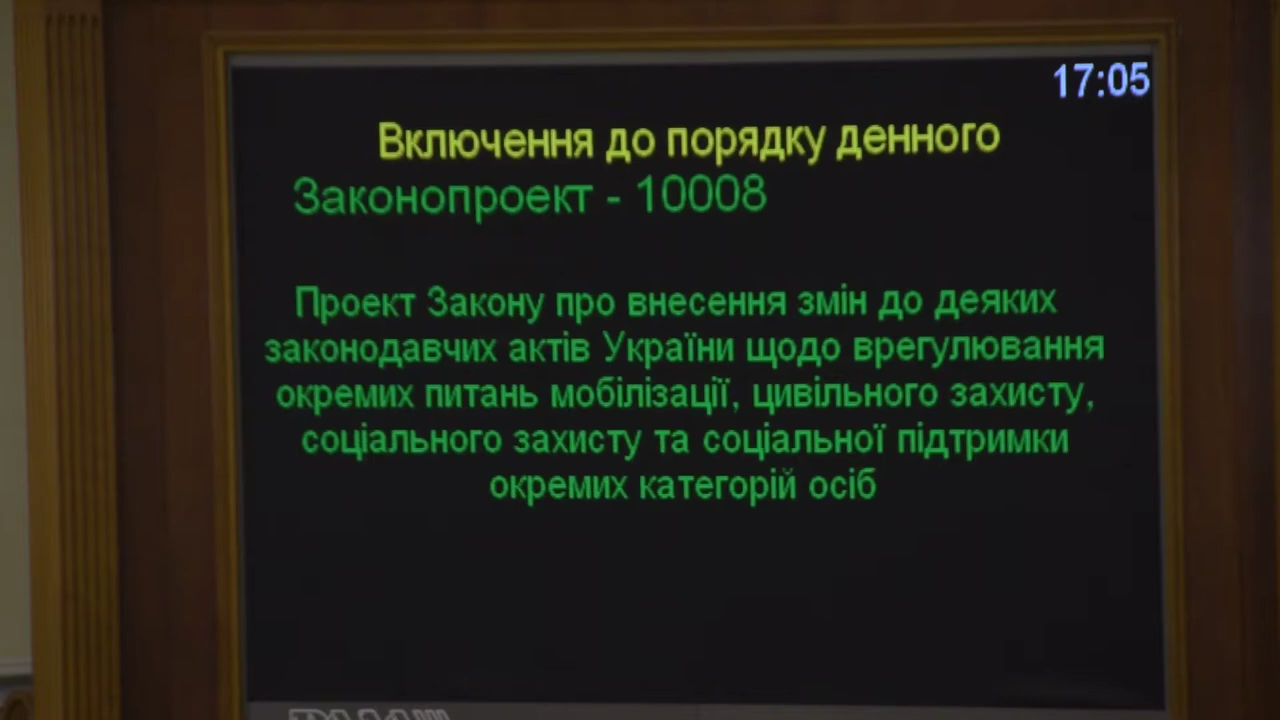 17:05
Включення до порядку денного
Законопроект - 10008
Проект Закону про внесення змін до деяких
законодавчих актів України щодо врегулювання
окремих питань мобілізації, цивільного захисту,
соціального захисту та соціальної підтримки
окремих категорій осіб